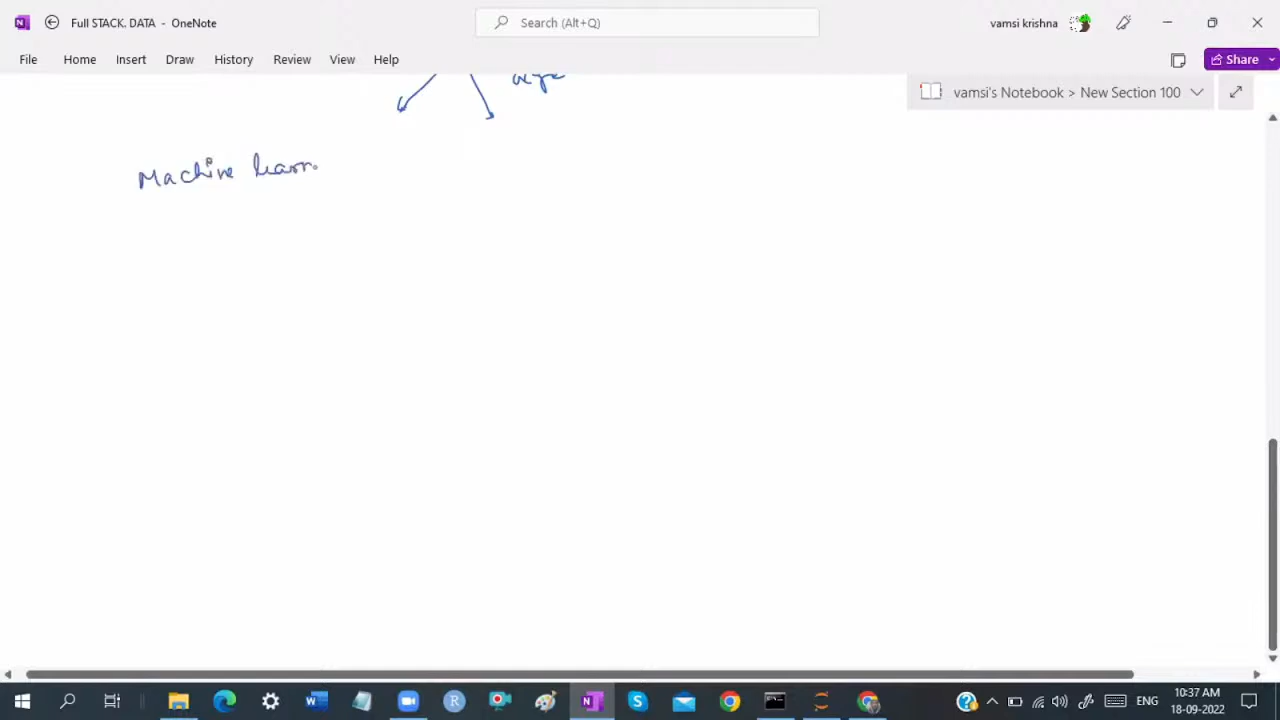 Full STACK. DATA - OneNote
Search (Alt+Q)
vamsi krishna
File Home Insert Draw History Review View Help
Share
vamsi's Notebook > New Section 100
Machine learn
ENG
10:37 AM
18-09-2022